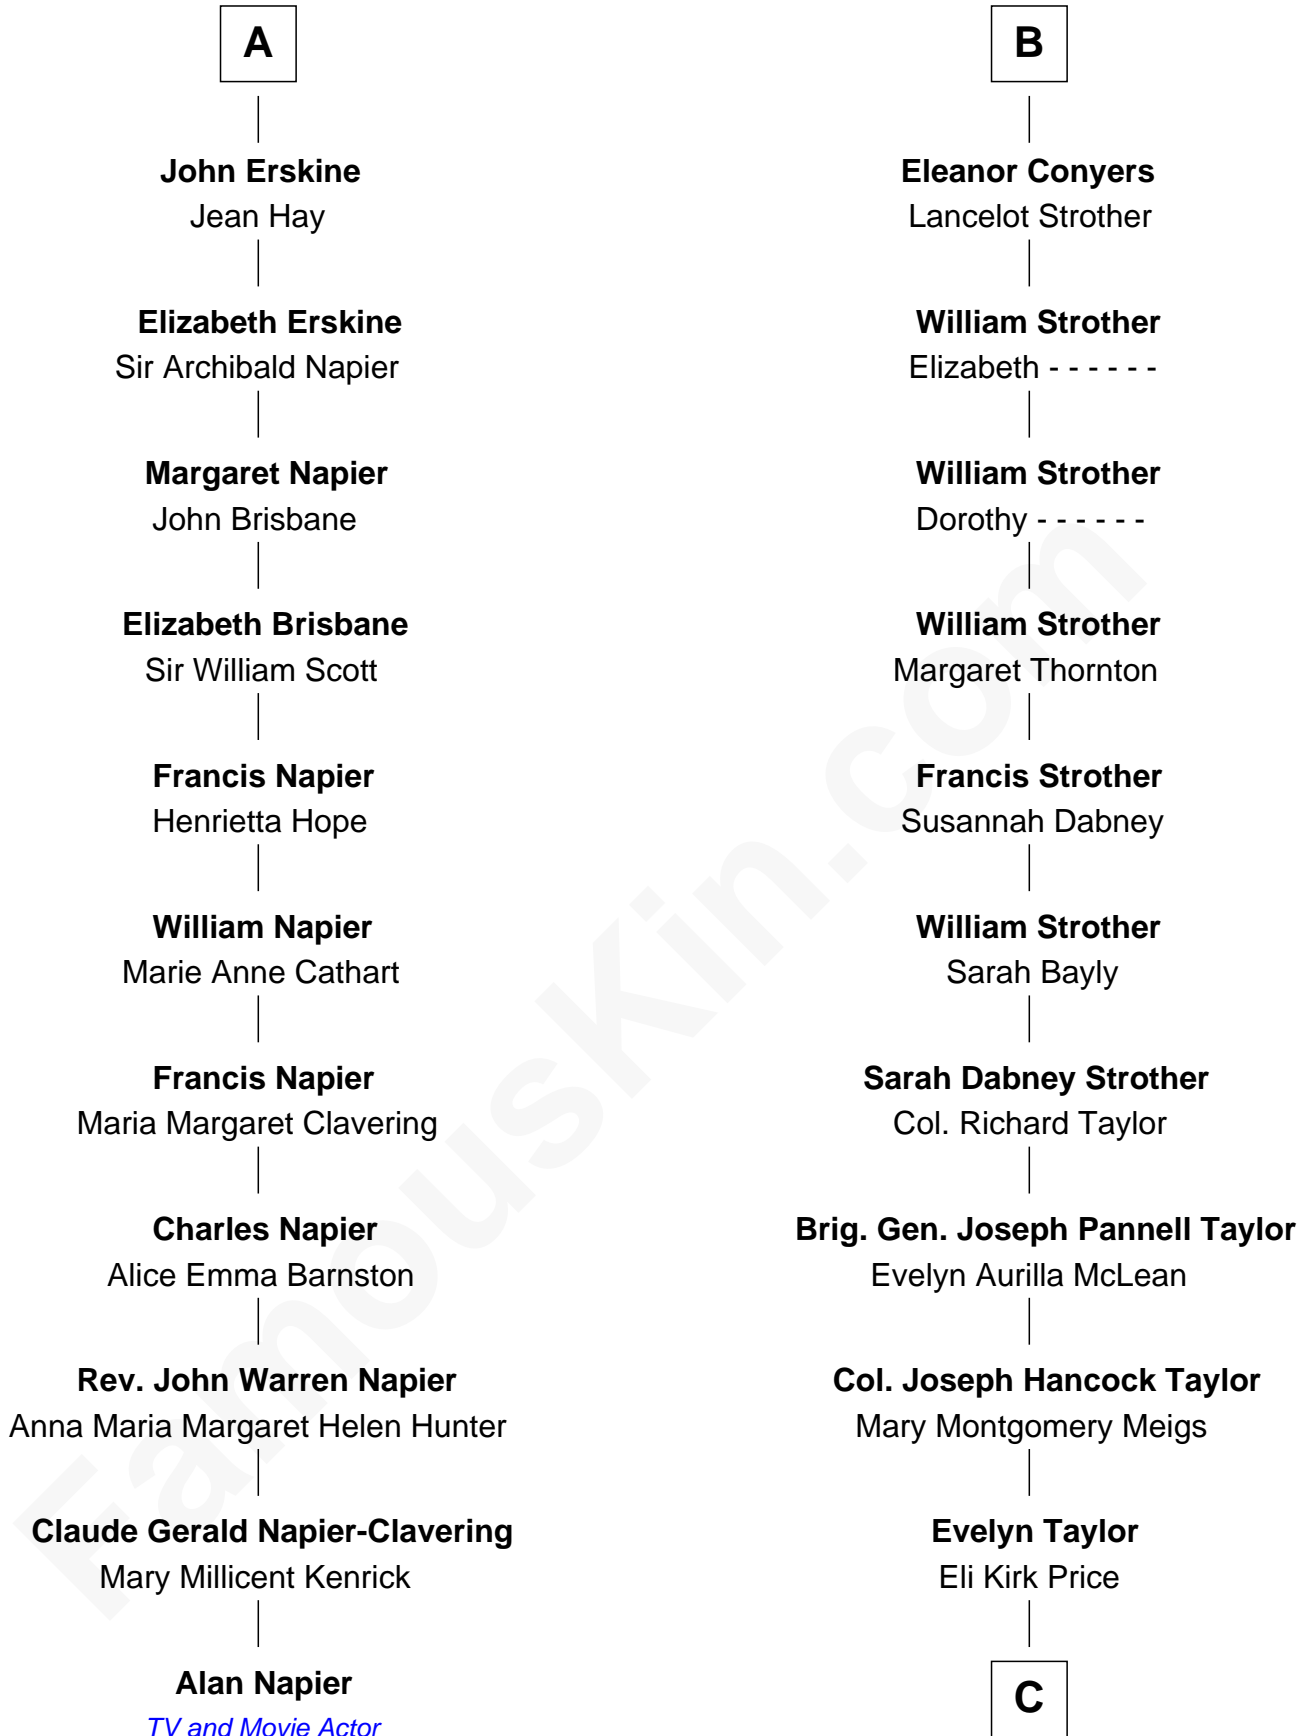 A
John Erskine
Jean Hay
Elizabeth Erskine
Sir Archibald Napier
Margaret Napier
John Brisbane
Elizabeth Brisbane
Sir William Scott
Francis Napier
Henrietta Hope
William Napier
Marie Anne Cathart
Francis Napier
Maria Margaret Clavering
Charles Napier
Alice Emma Barnston
Rev. John Warren Napier
Anna Maria Margaret Helen Hunter
Claude Gerald Napier-Clavering
Mary Millicent Kenrick
Alan Napier
TV and Movie Actor
B
Eleanor Conyers
Lancelot Strother
William Strother
Elizabeth - - - - - -
William Strother
Dorothy - - - - - -
William Strother
Margaret Thornton
Francis Strother
Susannah Dabney
William Strother
Sarah Bayly
Sarah Dabney Strother
Col. Richard Taylor
Brig. Gen. Joseph Pannell Taylor
Evelyn Aurilla McLean
Col. Joseph Hancock Taylor
Mary Montgomery Meigs
Evelyn Taylor
Eli Kirk Price
C
FamousKin.com